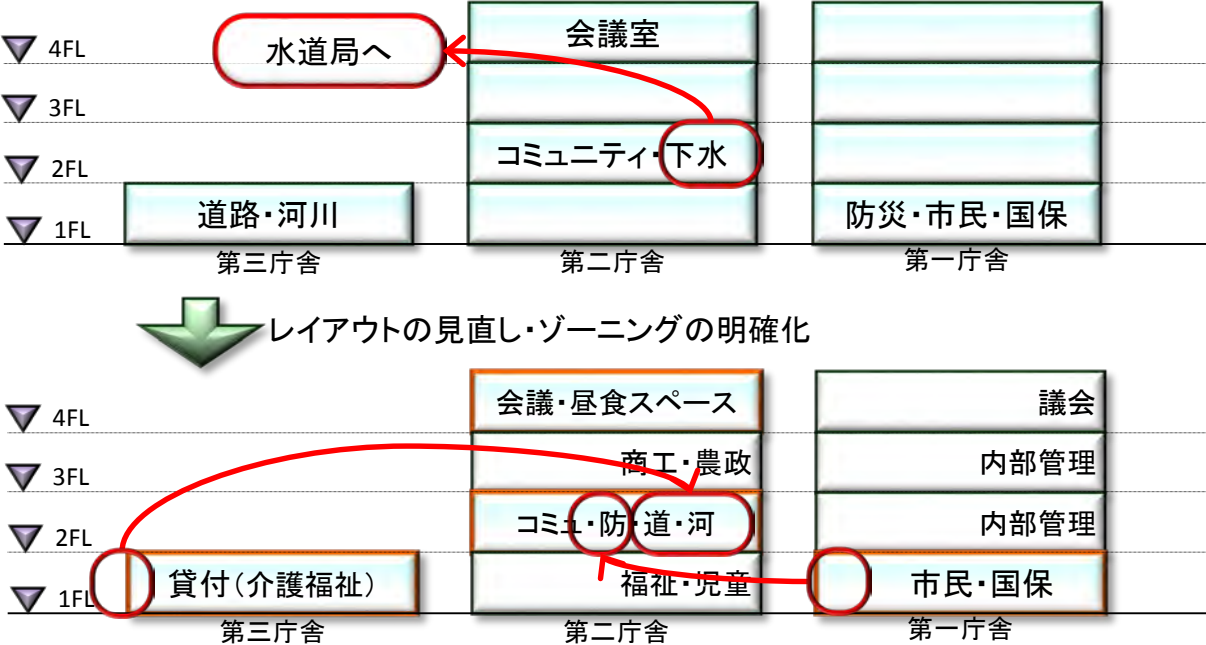 4FL
水道局へ
会議室
3FL
2FL
コミュニティ・下水
1FL
道路・河川
防災・市民・国保
第三庁舎
第二庁舎
第一庁舎
レイアウトの見直し・ゾーニングの明確化
4FL
会議・昼食スペース
議会
3FL
商工・農政
内部管理
2FL
コミュ・防・道・河
内部管理
1FL
貸付(介護福祉)
福祉・児童
市民・国保
第三庁舎
第二庁舎
第一庁舎